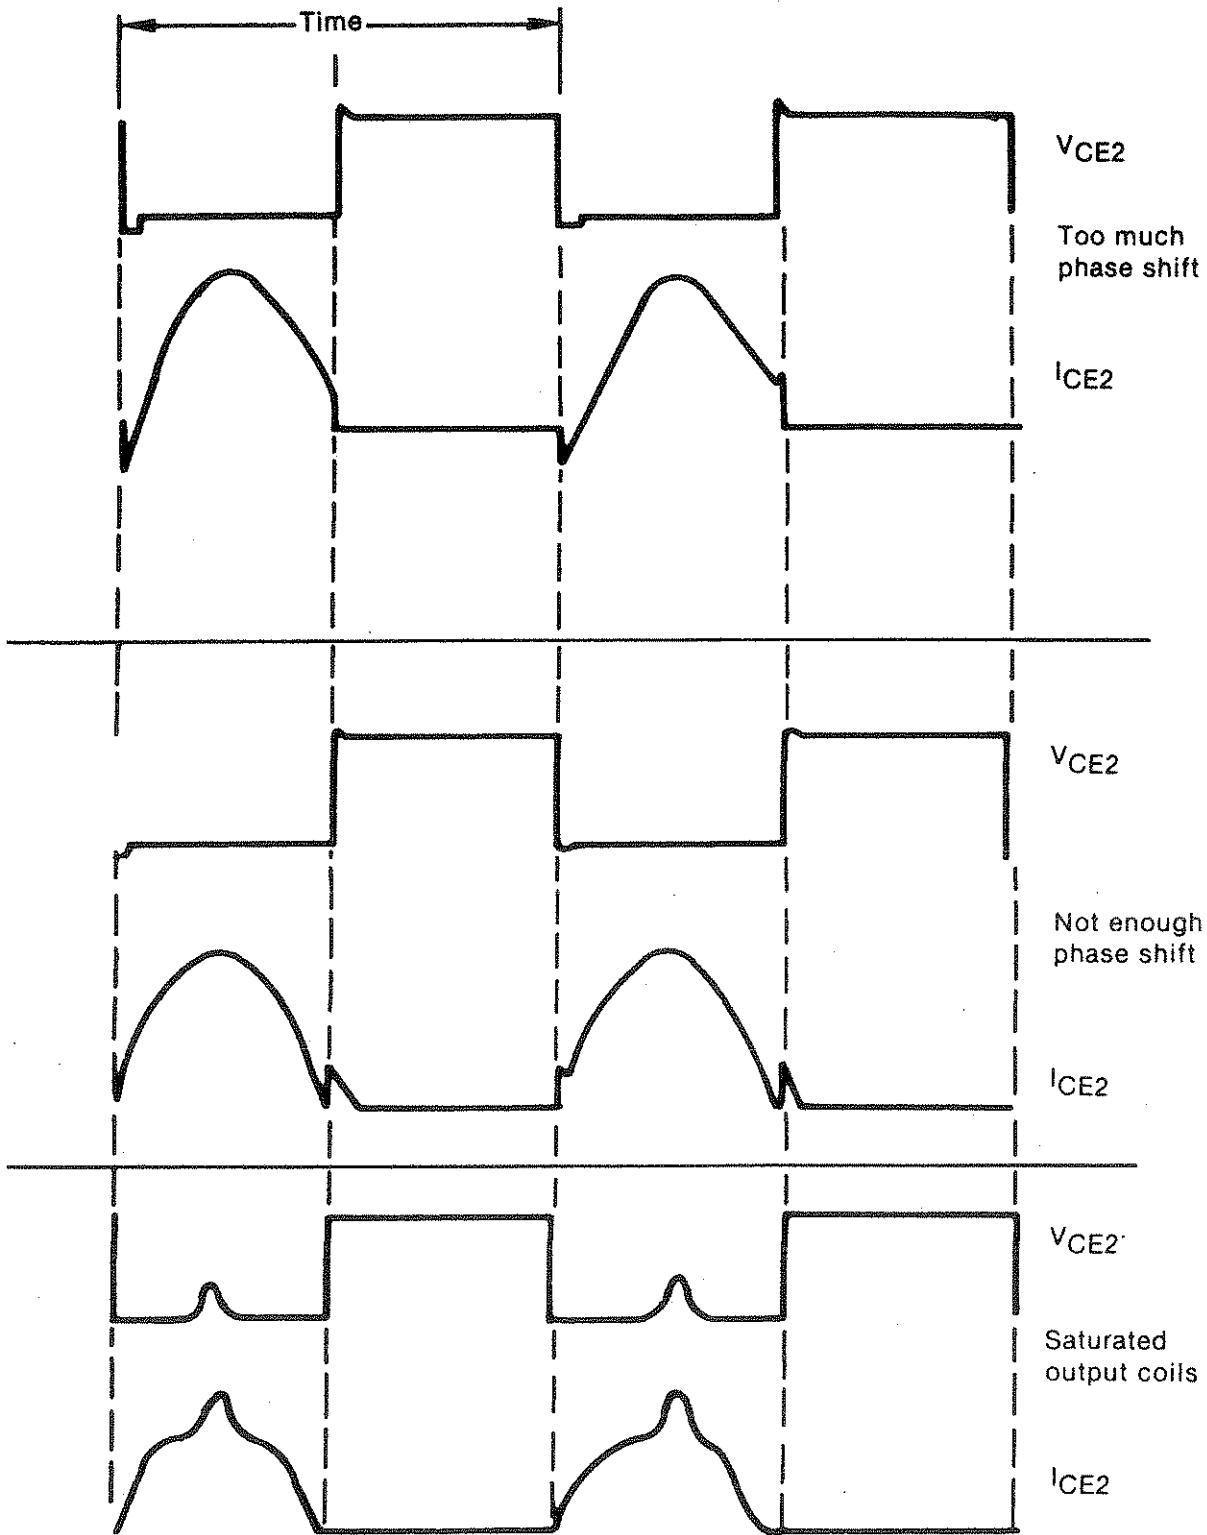 Time
VCE2
Too much
phase shift
ICE2
VCE2
Not enough
phase shift
ICE2
VCE2
Saturated
output coils
ICE2